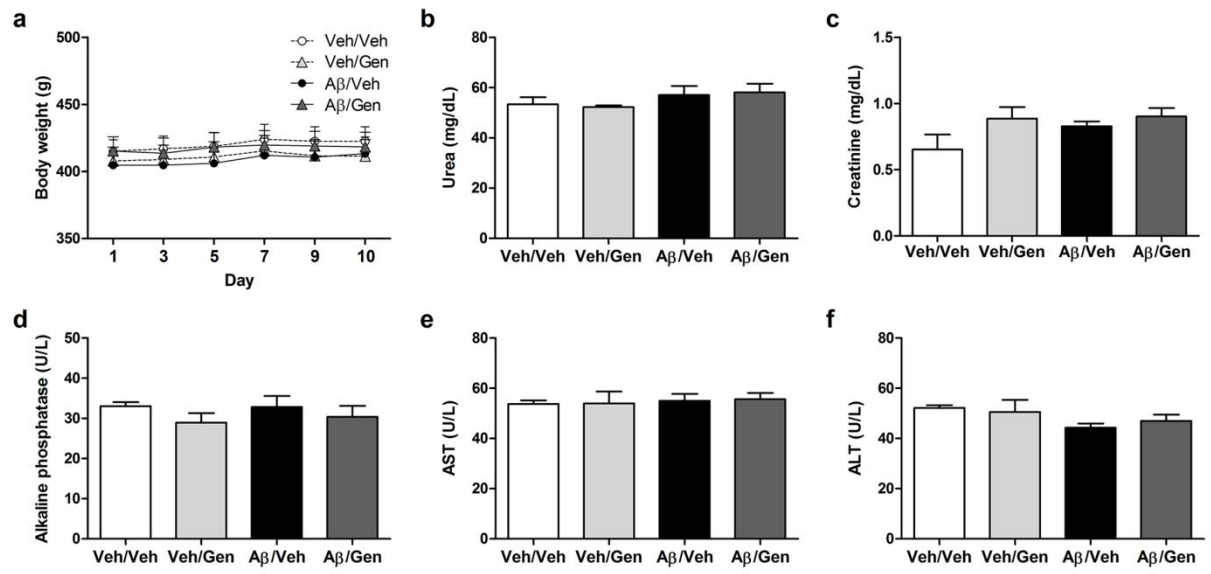 a
500
450
400
350
Body weight (g)
Veh/Veh
Veh/Gen
Aβ/Veh
Aβ/Gen
1 3 5 7 9 10
Day
b
80
60
40
20
0
Urea (mg/dL)
Veh/Veh Veh/Gen Aβ/Veh Aβ/Gen
c
1.5
1.0
0.5
0.0
Creatinine (mg/dL)
Veh/Veh Veh/Gen Aβ/Veh Aβ/Gen
d
50
40
30
20
10
0
Alkaline phosphatase (U/L)
Veh/Veh Veh/Gen Aβ/Veh Aβ/Gen
e
80
60
40
20
0
AST (U/L)
Veh/Veh Veh/Gen Aβ/Veh Aβ/Gen
f
80
60
40
20
0
ALT (U/L)
Veh/Veh Veh/Gen Aβ/Veh Aβ/Gen